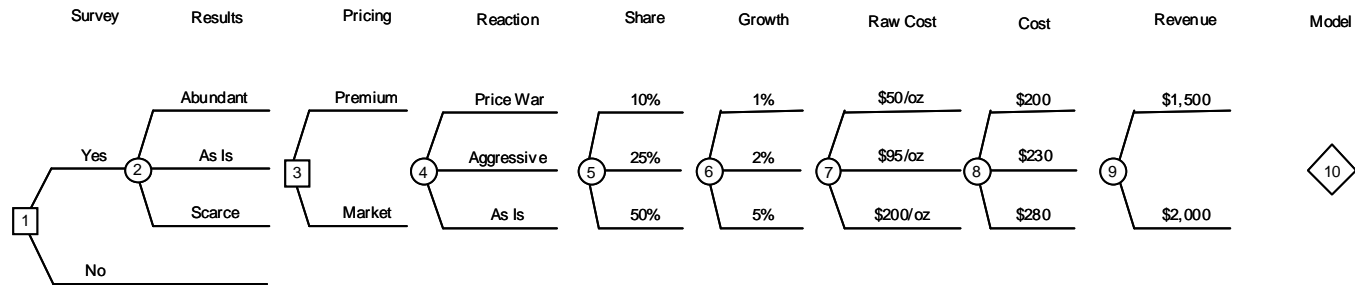 Survey Results Pricing Reaction Share Growth Raw Cost Cost Revenue Model
Abundant Premium Price War 10% 1% $50/oz $200 $1,500
Yes 2 As Is 3 4 Aggressive 5 25% 6 2% 7 $95/oz 8 $230 9 10
1 Scarce Market As Is 50% 5% $200/oz $280 $2,000
No